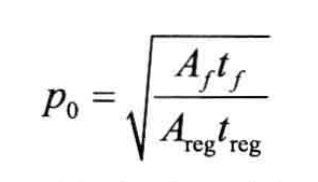 p₀ = √(A_f t_f / A_reg t_reg)